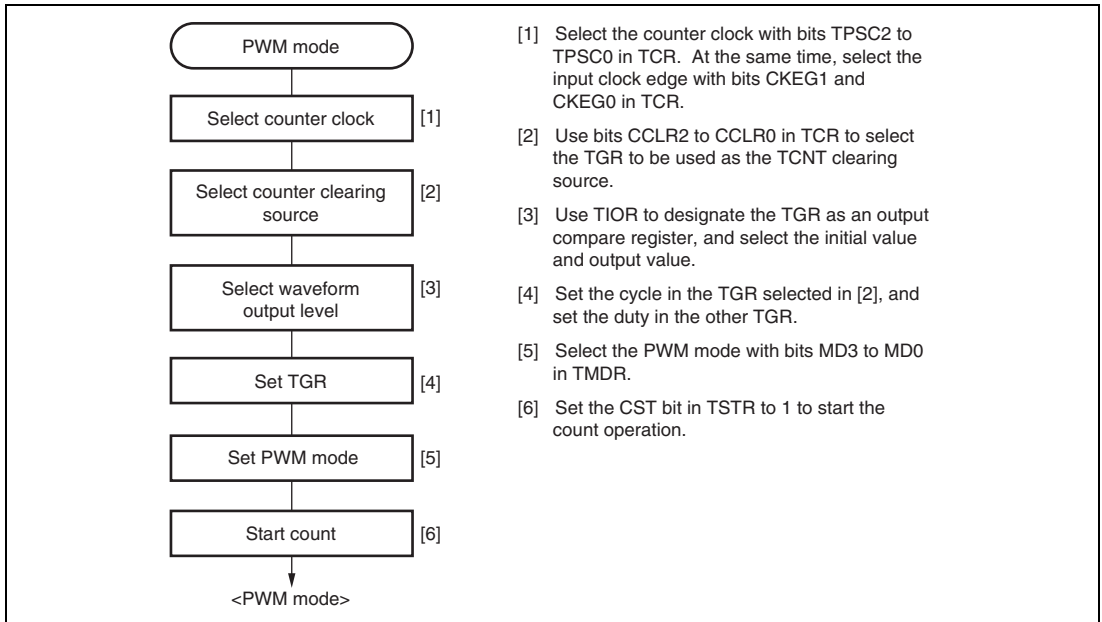 PWM mode
Select counter clock
[1]
Select counter clearing
source
[2]
Select waveform
output level
[3]
Set TGR
[4]
Set PWM mode
[5]
Start count
[6]
<PWM mode>
[1] Select the counter clock with bits TPSC2 to
TPSC0 in TCR. At the same time, select the
input clock edge with bits CKEG1 and
CKEG0 in TCR.
[2] Use bits CCLR2 to CCLR0 in TCR to select
the TGR to be used as the TCNT clearing
source.
[3] Use TIOR to designate the TGR as an output
compare register, and select the initial value
and output value.
[4] Set the cycle in the TGR selected in [2], and
set the duty in the other TGR.
[5] Select the PWM mode with bits MD3 to MD0
in TMDR.
[6] Set the CST bit in TSTR to 1 to start the
count operation.